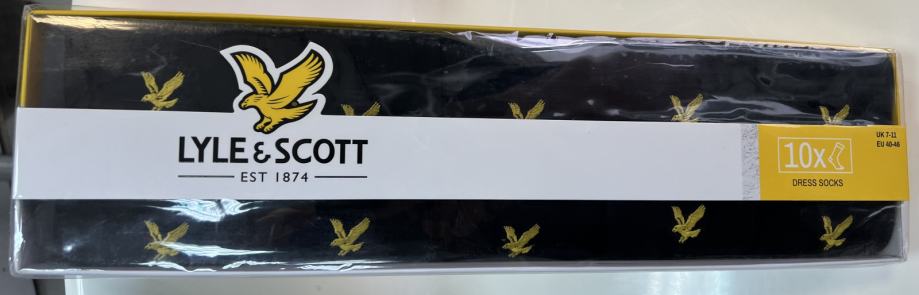 LYLE & SCOTT
EST 1874
10x
DRESS SOCKS
UK 7-11
EU 40-46